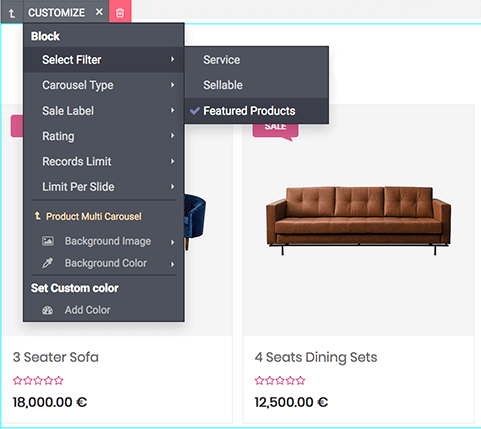 CUSTOMIZE
Block
Select Filter
Carousel Type
Sale Label
Rating
Records Limit
Limit Per Slide
Product Multi Carousel
Background Image
Background Color
Set Custom color
Add Color
Service
Sellable
Featured Products
SALE
3 Seater Sofa
18,000.00 €
4 Seats Dining Sets
12,500.00 €